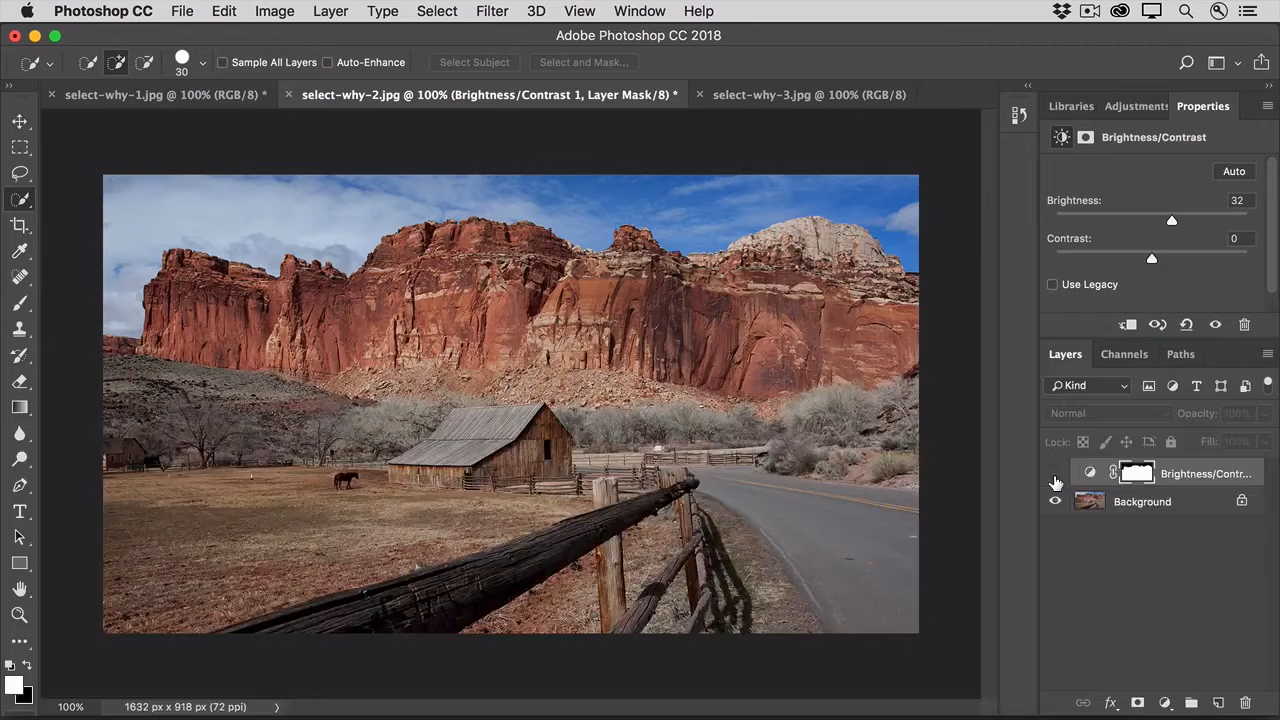 Photoshop CC File Edit Image Layer Type Select Filter 3D View Window Help
Adobe Photoshop CC 2018
30 Sample All Layers Auto-Enhance Select Subject Select and Mask...
select-why-1.jpg @ 100% (RGB/8) * select-why-2.jpg @ 100% (Brightness/Contrast 1, Layer Mask/8) * select-why-3.jpg @ 100% (RGB/8)
Libraries Adjustments Properties
Brightness/Contrast
Auto
Brightness: 32
Contrast: 0
Use Legacy
Layers Channels Paths
Kind
Normal Opacity: 100%
Lock: Fill: 100%
Brightness/Contr...
Background
100% 1632 px x 918 px (72 ppi)